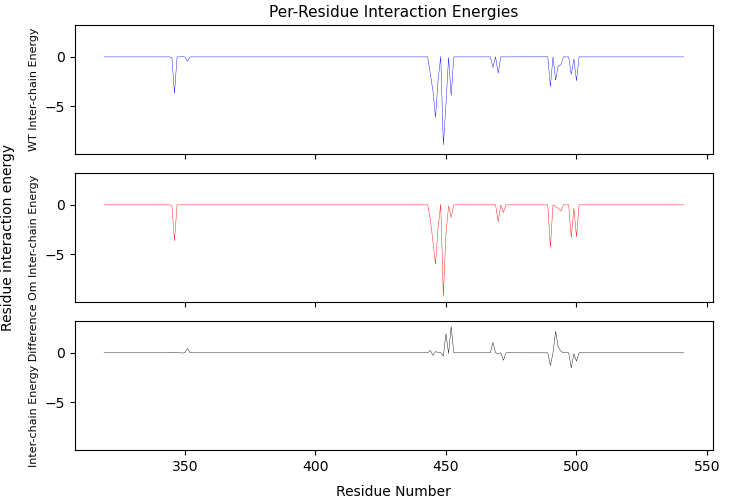 Per-Residue Interaction Energies
Residue interaction energy
WT Inter-chain Energy
0
−5
Om Inter-chain Energy
0
−5
Inter-chain Energy Difference
0
−5
350
400
450
500
550
Residue Number